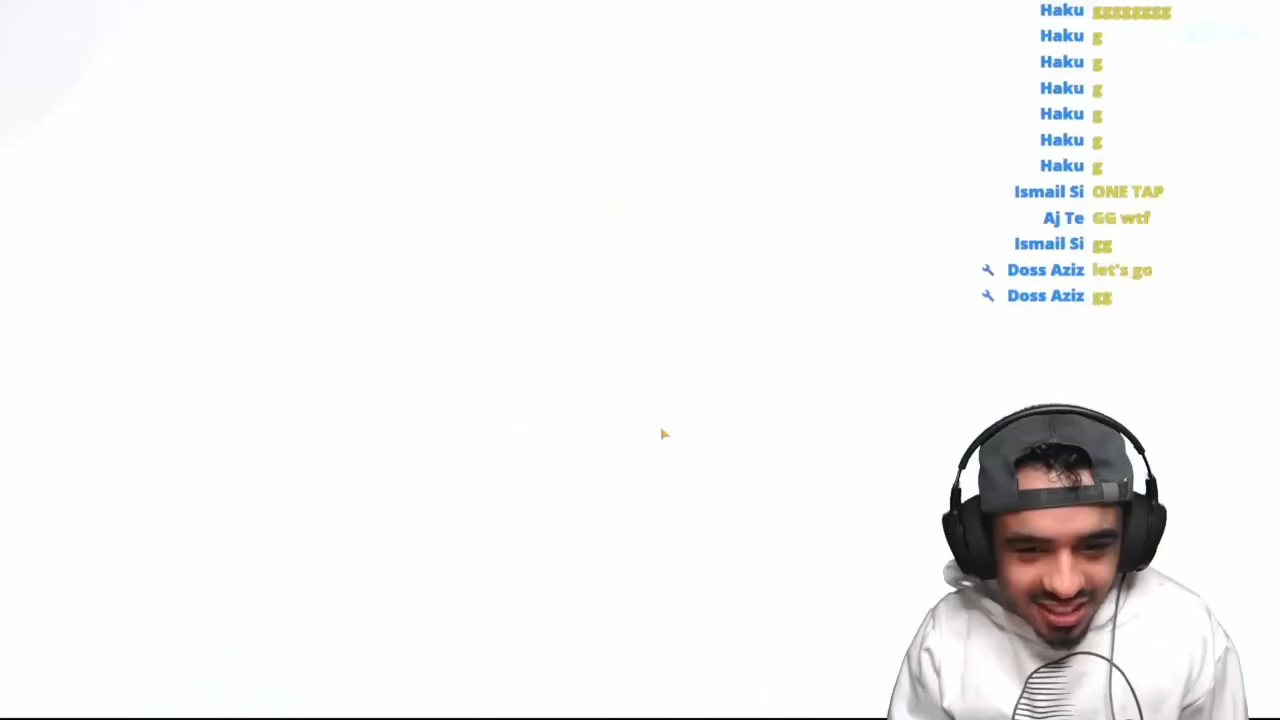 Haku gggggggg
Haku g
Haku g
Haku g
Haku g
Haku g
Haku g
Ismail Si ONE TAP
Aj Te GG wtf
Ismail Si gg
Doss Aziz let's go
Doss Aziz gg